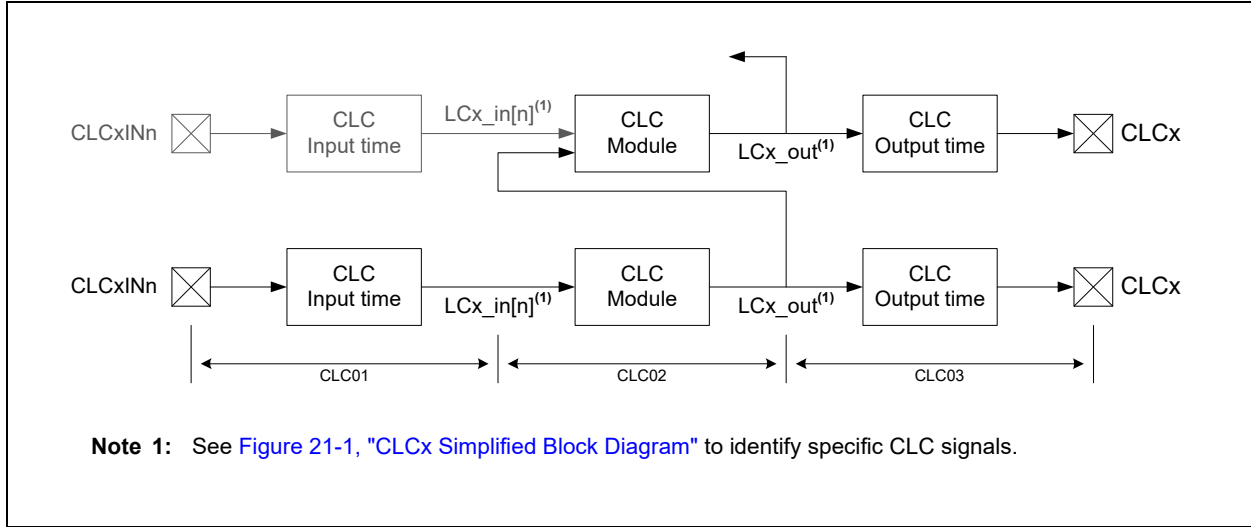 CLCxINn
CLC
Input time
LCx_in[n](1)
CLC
Module
LCx_out(1)
CLC
Output time
CLCx
CLCxINn
CLC
Input time
LCx_in[n](1)
CLC
Module
LCx_out(1)
CLC
Output time
CLCx
CLC01
CLC02
CLC03
Note 1: See Figure 21-1, "CLCx Simplified Block Diagram" to identify specific CLC signals.